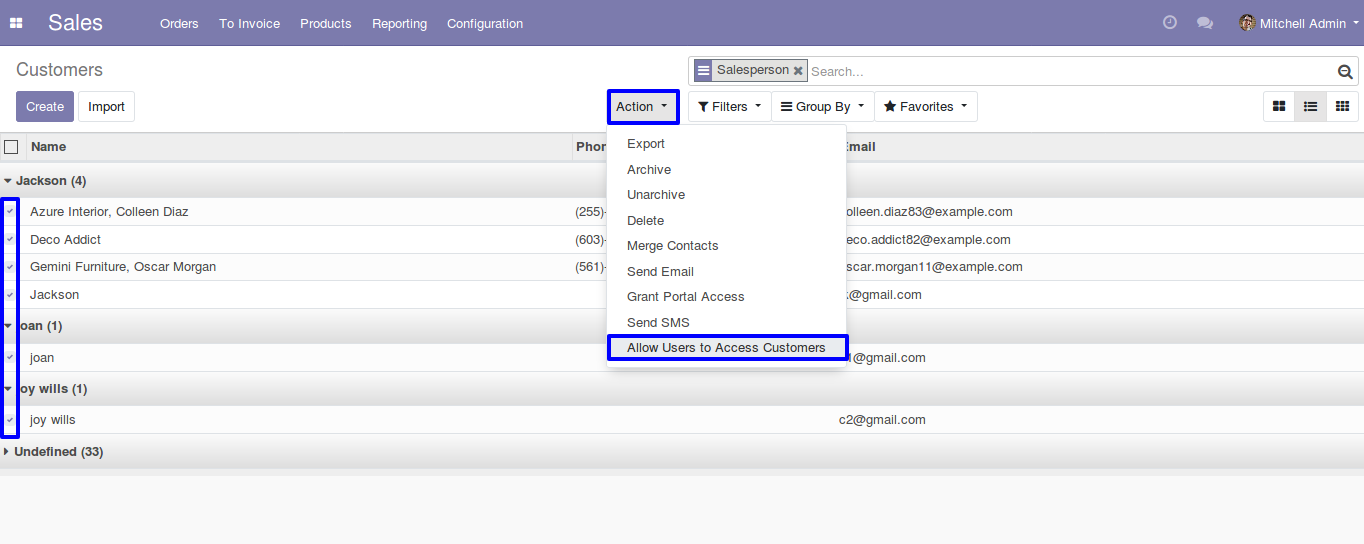 Sales Orders To Invoice Products Reporting Configuration Mitchell Admin
Customers Salesperson Search...
Create Import Action Filters Group By Favorites
Name Email
Export
Archive
Jackson (4)
Unarchive
Azure Interior, Colleen Diaz (255)- olleen.diaz83@example.com
Delete
Deco Addict (603)- eco.addict82@example.com
Merge Contacts
Gemini Furniture, Oscar Morgan (561)- scar.morgan11@example.com
Send Email
Jackson k@gmail.com
Grant Portal Access
Send SMS
oan (1)
Allow Users to Access Customers
joan 1@gmail.com
oy wills (1)
joy wills c2@gmail.com
Undefined (33)